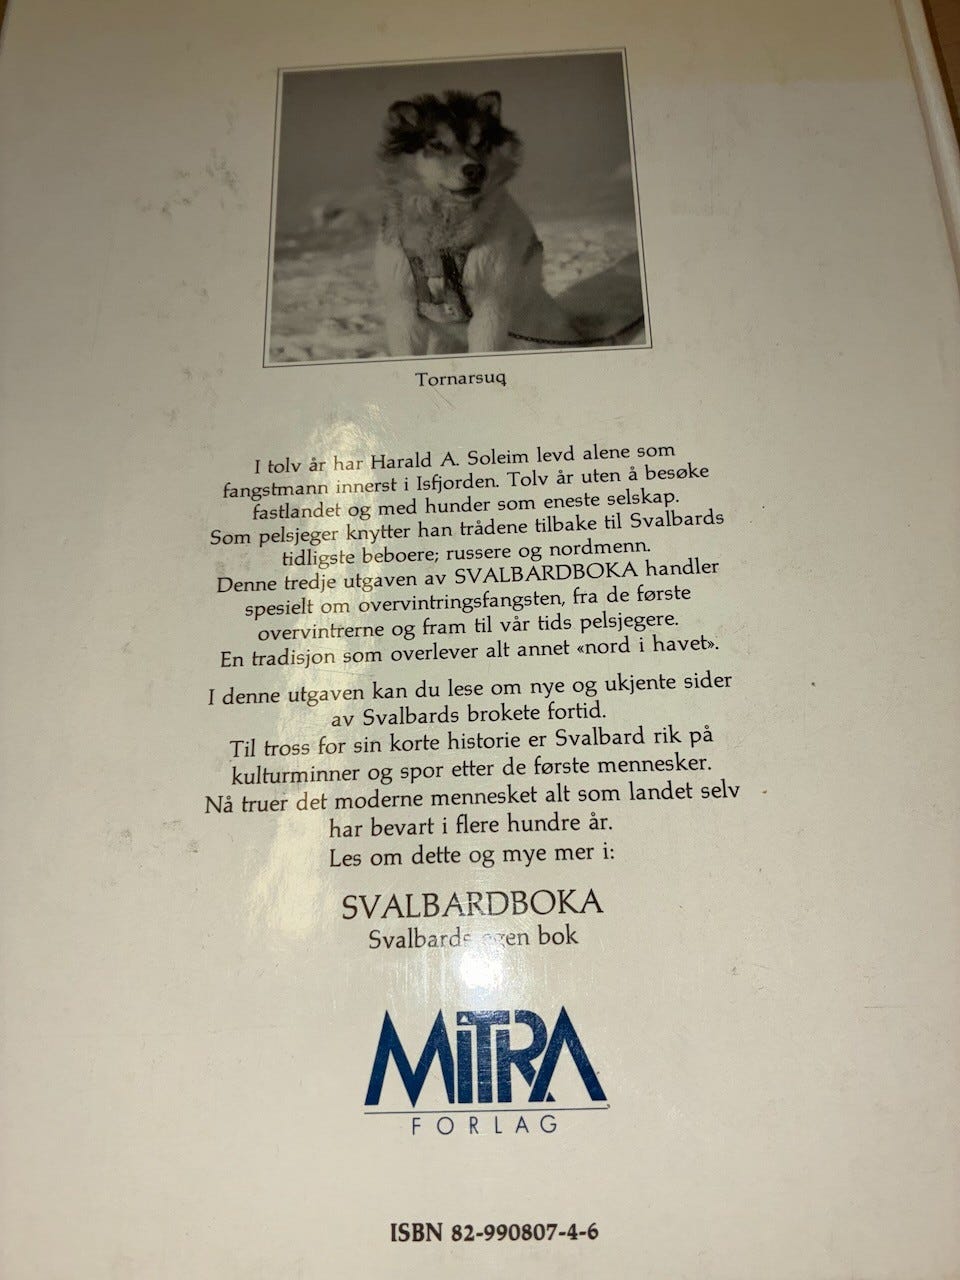 Tornarsuq
I tolv år har Harald A. Soleim levd alene som
fangstmann innerst i Isfjorden. Tolv år uten å besøke
fastlandet og med hunder som eneste selskap.
Som pelsjeger knytter han trådene tilbake til Svalbards
tidligste beboere; russere og nordmenn.
Denne tredje utgaven av SVALBARDBOKA handler
spesielt om overvintringsfangsten, fra de første
overvintrerne og fram til vår tids pelsjegere.
En tradisjon som overlever alt annet «nord i havet».
I denne utgaven kan du lese om nye og ukjente sider
av Svalbards brokete fortid.
Til tross for sin korte historie er Svalbard rik på
kulturminner og spor etter de første mennesker.
Nå truer det moderne mennesket alt som landet selv
har bevart i flere hundre år.
Les om dette og mye mer i:
SVALBARDBOKA
Svalbards egen bok
MiTRA
FORLAG
ISBN 82-990807-4-6